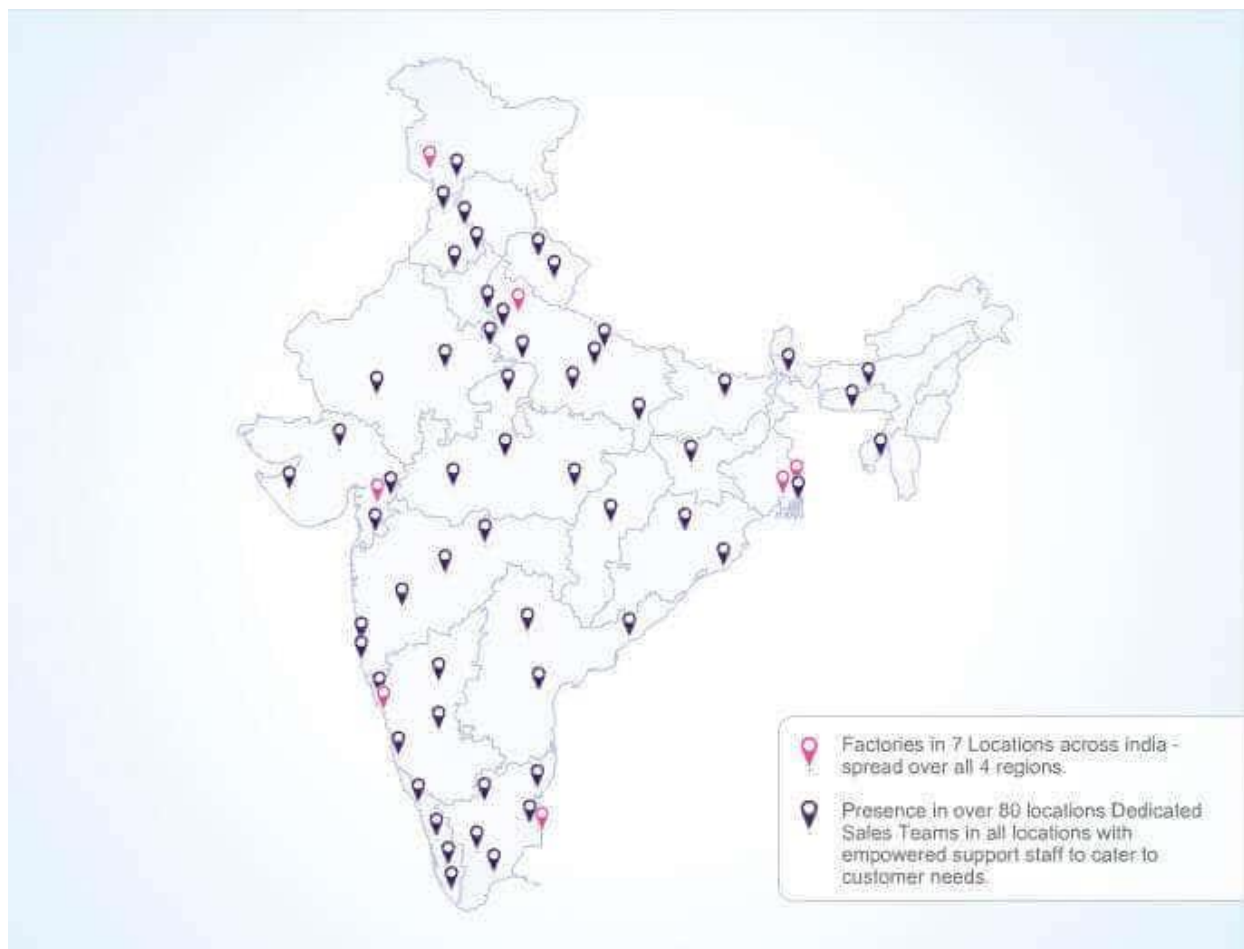 Factories in 7 Locations across india -
spread over all 4 regions.
Presence in over 80 locations Dedicated
Sales Teams in all locations with
empowered support staff to cater to
customer needs.